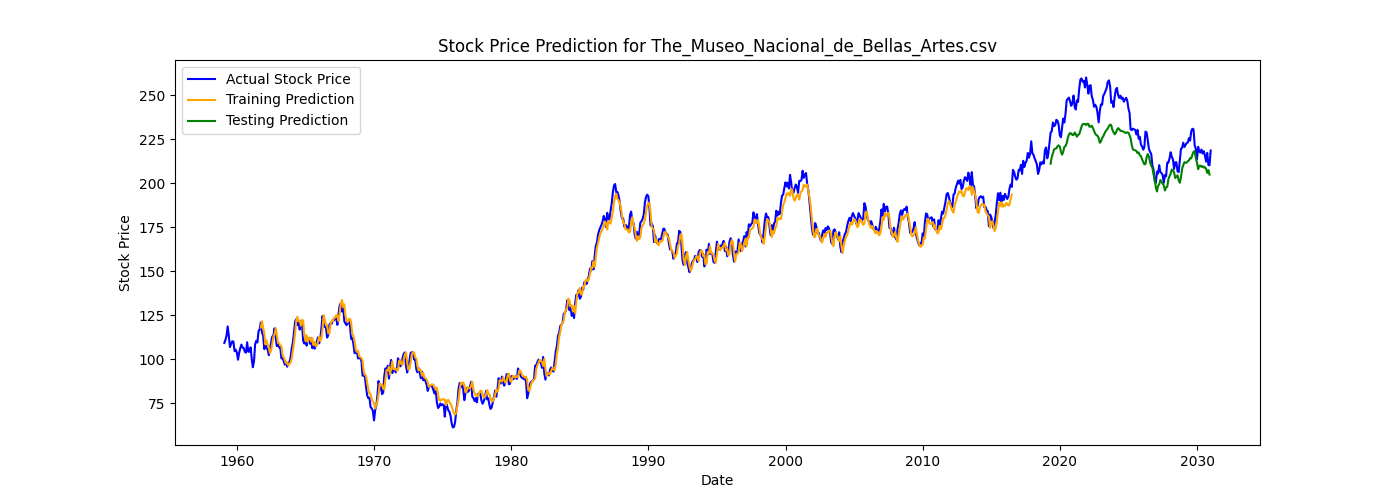 Stock Price Prediction for The_Museo_Nacional_de_Bellas_Artes.csv
Actual Stock Price
Training Prediction
Testing Prediction
Stock Price
250
225
200
175
150
125
100
75
1960 1970 1980 1990 2000 2010 2020 2030
Date